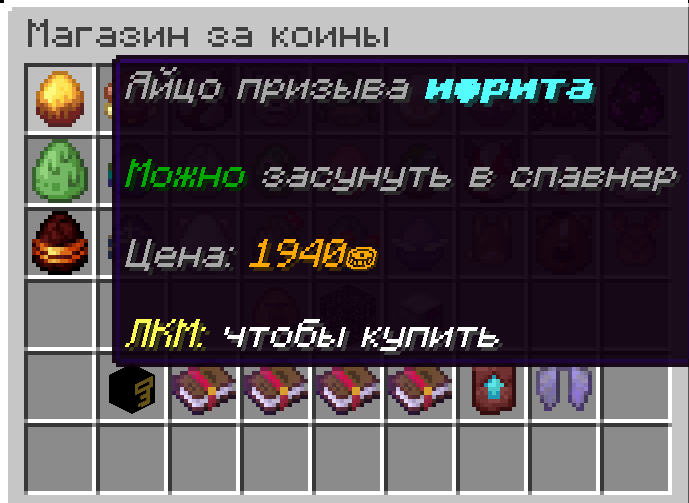 Магазин за коины
Яйцо призыва ифрита
Можно засунуть в спавнер
Цена: 1940
ЛКМ: чтобы купить